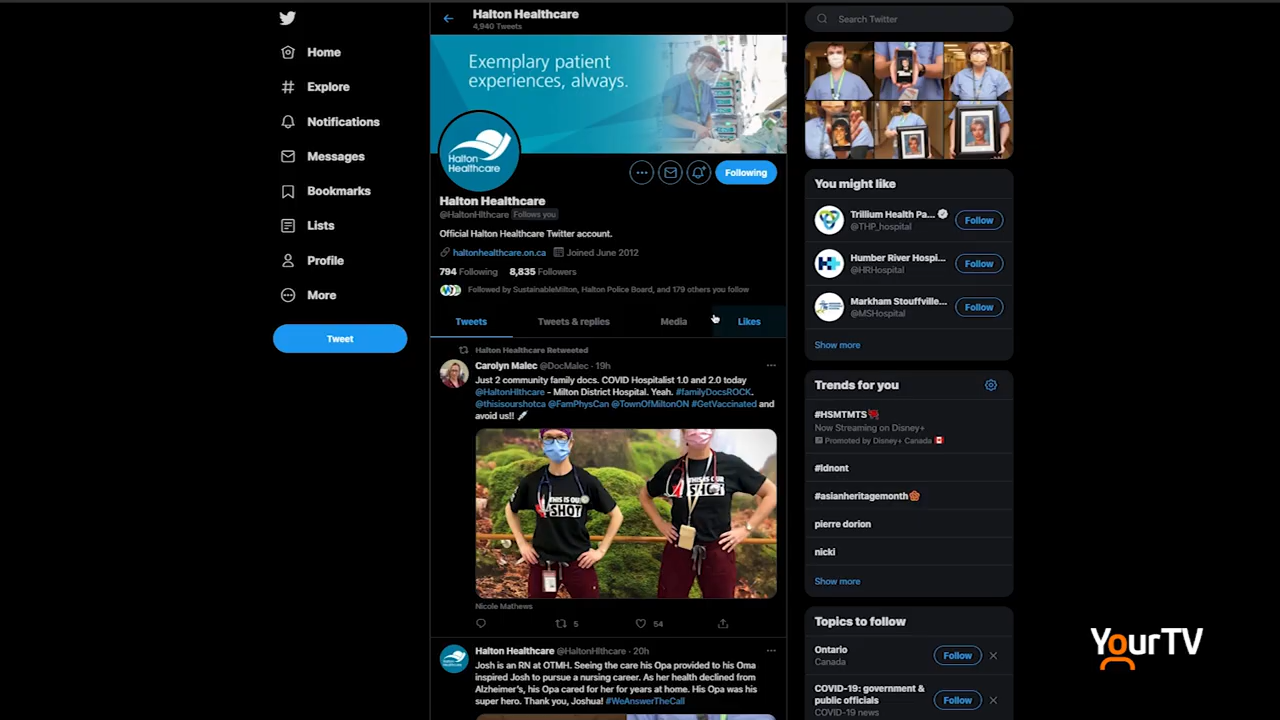 Home
Explore
Notifications
Messages
Bookmarks
Lists
Profile
More
Tweet
Halton Healthcare
4,940 Tweets
Exemplary patient
experiences, always.
Halton
Healthcare
Following
Halton Healthcare
@HaltonHlthcare Follows you
Official Halton Healthcare Twitter account.
haltonhealthcare.on.ca Joined June 2012
794 Following 8,835 Followers
Followed by SustainableMilton, Halton Police Board, and 179 others you follow
Tweets Tweets & replies Media Likes
Halton Healthcare Retweeted
Carolyn Malec @DocMalec · 19h
Just 2 community family docs. COVID Hospitalist 1.0 and 2.0 today
@HaltonHlthcare - Milton District Hospital. Yeah. #familyDocsROCK.
@thisisourshotca @FamPhysCan @TownOfMiltonON #GetVaccinated and
avoid us!!
THIS IS OUR
SHOT
THIS IS OUR
SHOT
Nicole Mathews
5 54
Halton Healthcare @HaltonHlthcare · 20h
Josh is an RN at OTMH. Seeing the care his Opa provided to his Oma
inspired Josh to pursue a nursing career. As her health declined from
Alzheimer's, his Opa cared for her for years at home. His Opa was his
super hero. Thank you, Joshua! #WeAnswerTheCall
Search Twitter
You might like
Trillium Health Pa...
@THP_hospital
Follow
Humber River Hospi...
@HRHospital
Follow
Markham Stouffville...
@MSHospital
Follow
Show more
Trends for you
#HSMTMTS
Now Streaming on Disney+
Promoted by Disney+ Canada
#ldnont
#asianheritagemonth
pierre dorion
nicki
Show more
Topics to follow
Ontario
Canada
Follow
COVID-19: government &
public officials
COVID-19 news
Follow
YourTV